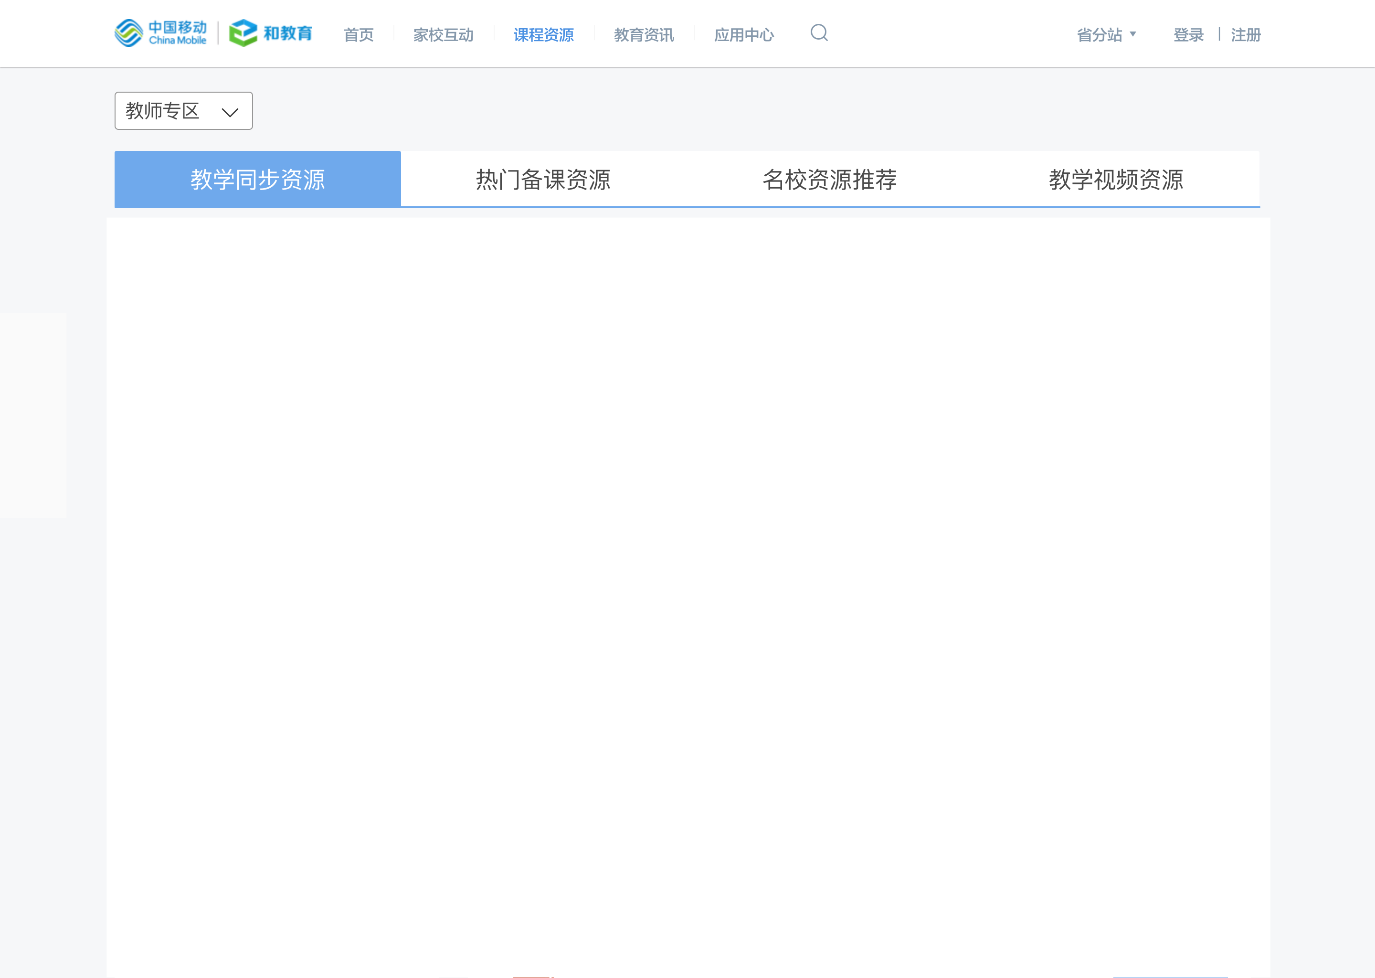 中国移动
China Mobile
和教育
首页
家校互动
课程资源
教育资讯
应用中心
省分站
登录
注册
教师专区
教学同步资源
热门备课资源
名校资源推荐
教学视频资源